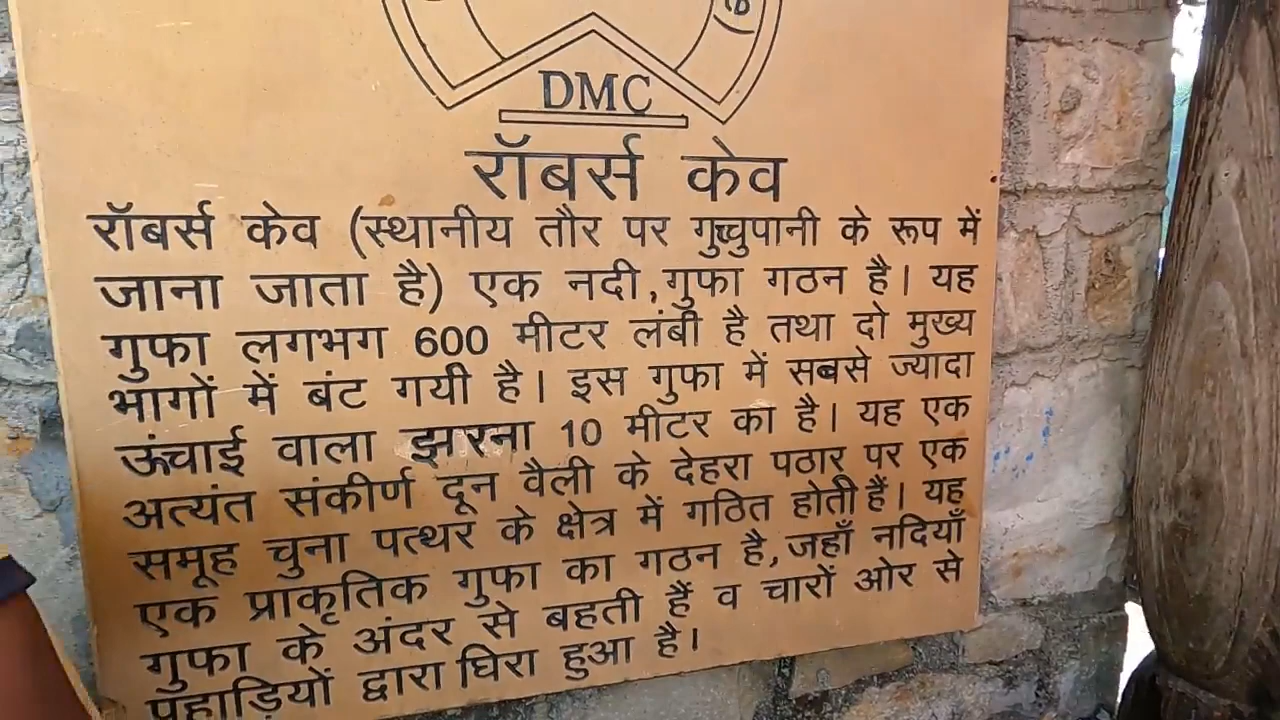 DMC
रॉबर्स केव
रॉबर्स केव (स्थानीय तौर पर गुच्चुपानी के रूप में
जाना जाता है) एक नदी,गुफा गठन है। यह
गुफा लगभग 600 मीटर लंबी है तथा दो मुख्य
भागों में बंट गयी है। इस गुफा में सबसे ज्यादा
ऊंचाई वाला झरना 10 मीटर का है। यह एक
अत्यंत संकीर्ण दून वैली के देहरा पठार पर एक
समूह चुना पत्थर के क्षेत्र में गठित होती हैं। यह
एक प्राकृतिक गुफा का गठन है, जहाँ नदियाँ
गुफा के अंदर से बहती हैं व चारों ओर से
पहाड़ियों द्वारा घिरा हुआ है।